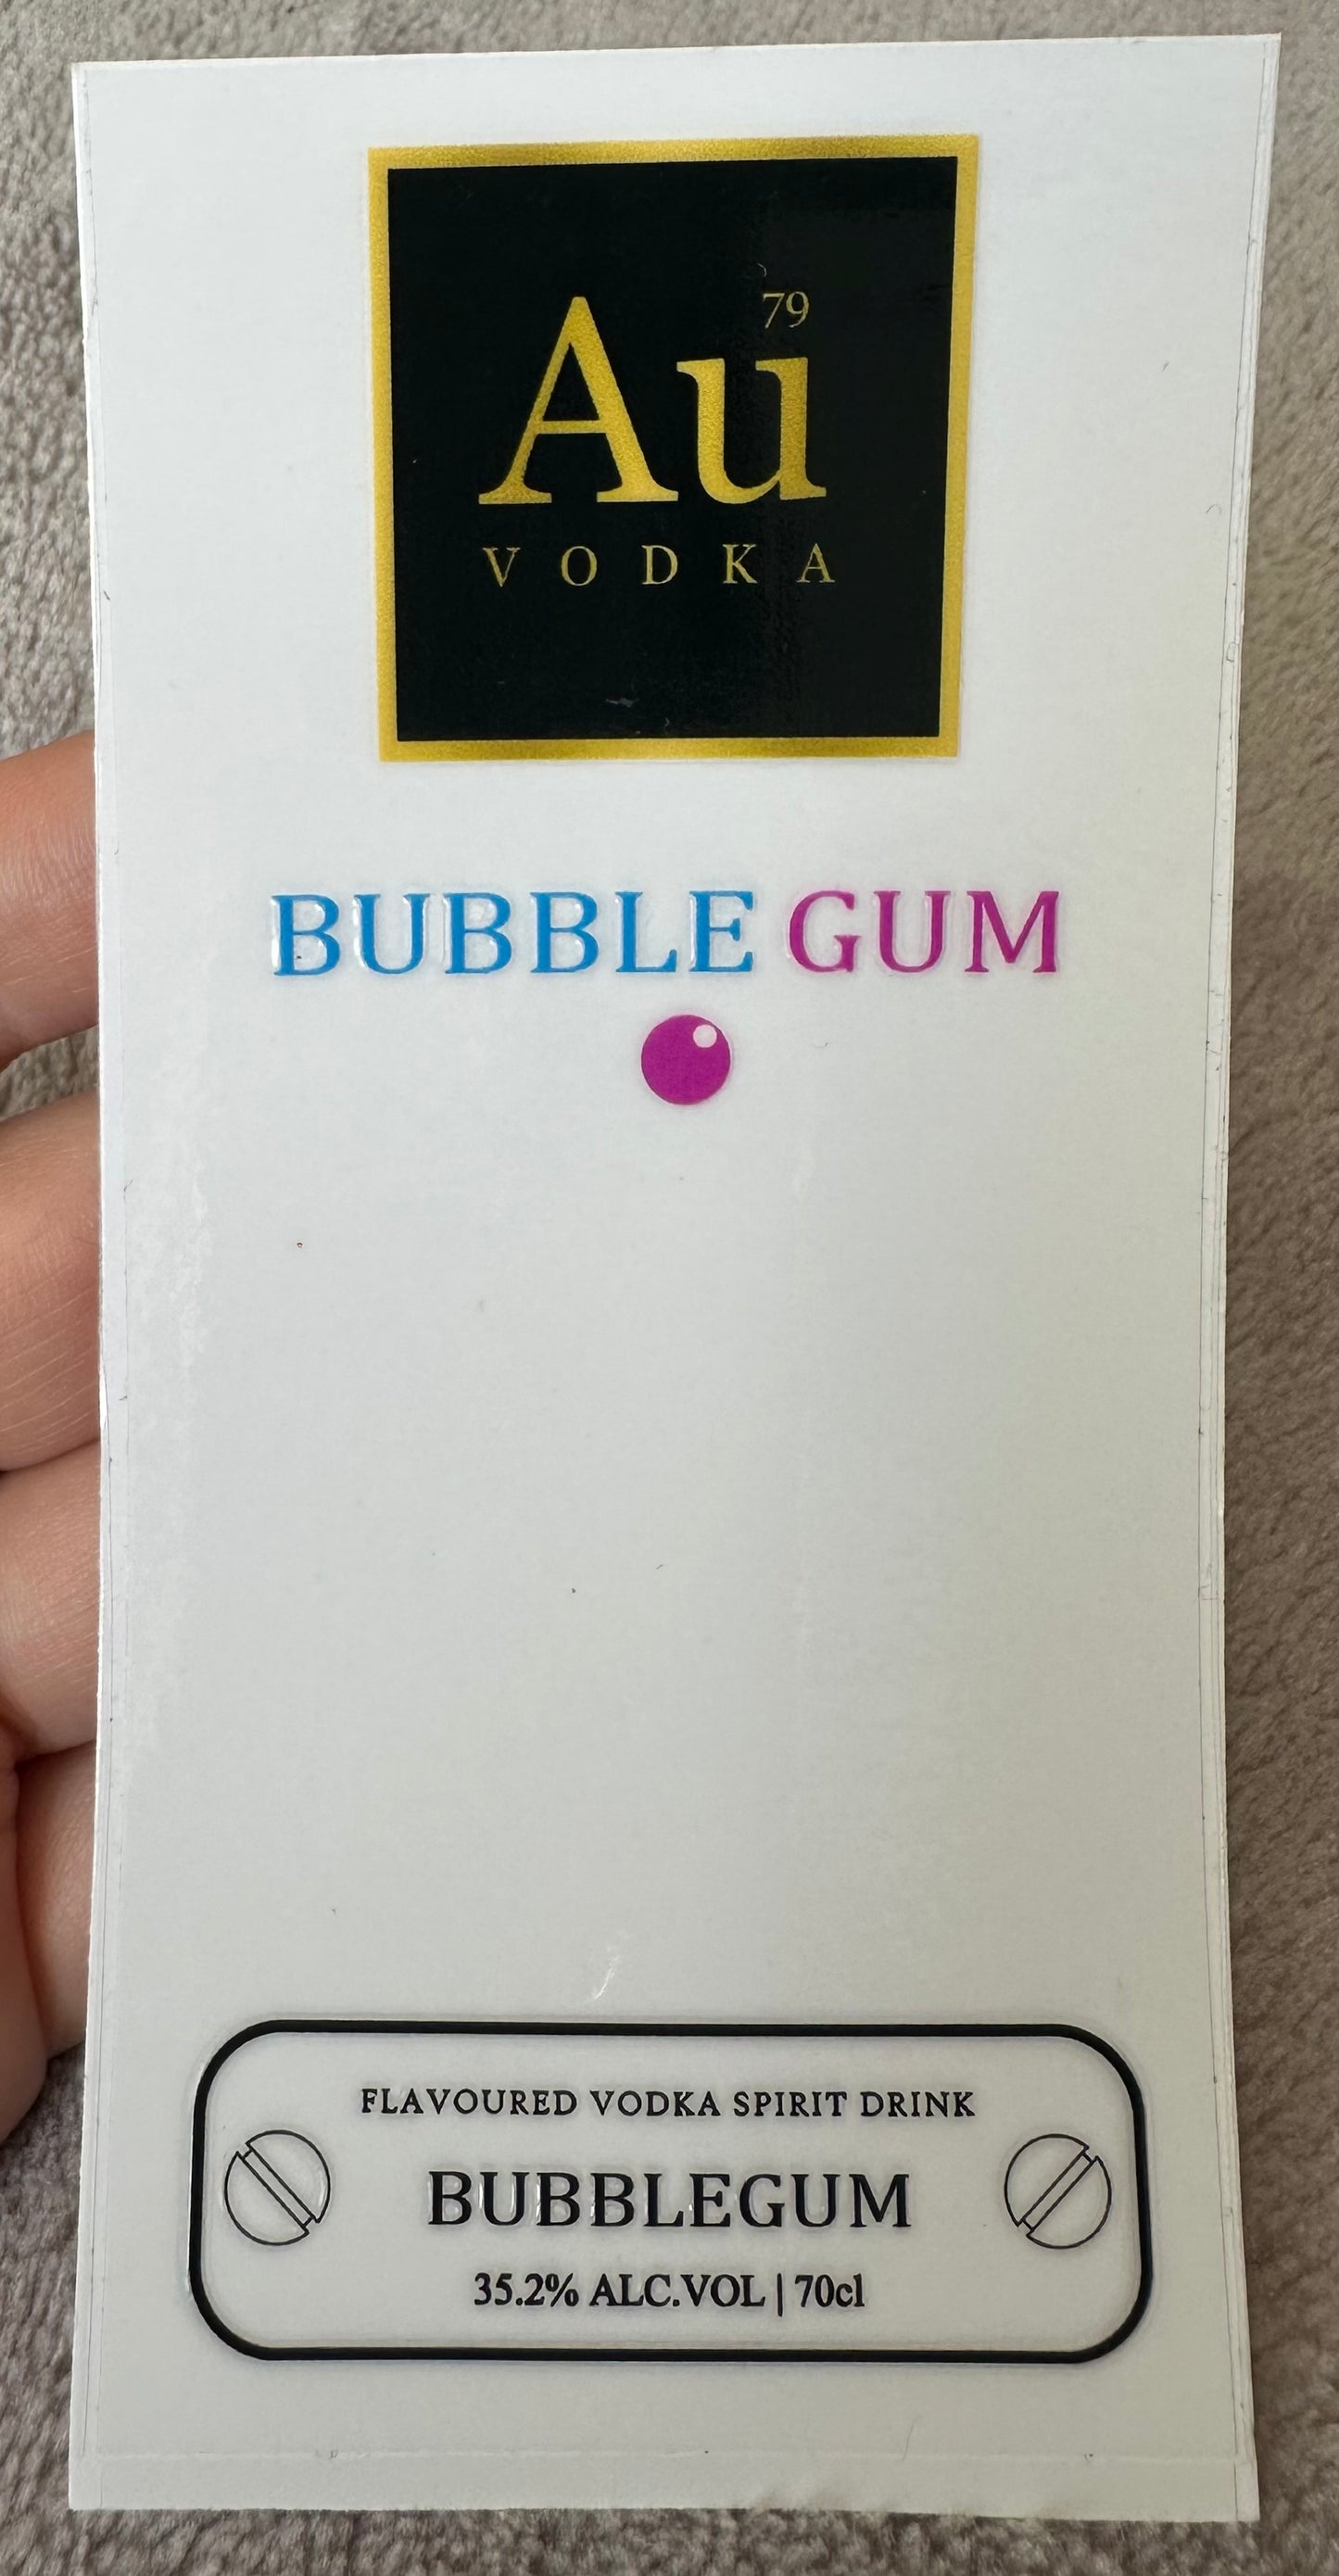 79
Au
VODKA
BUBBLE GUM
FLAVOURED VODKA SPIRIT DRINK
BUBBLEGUM
35.2% ALC.VOL | 70cl